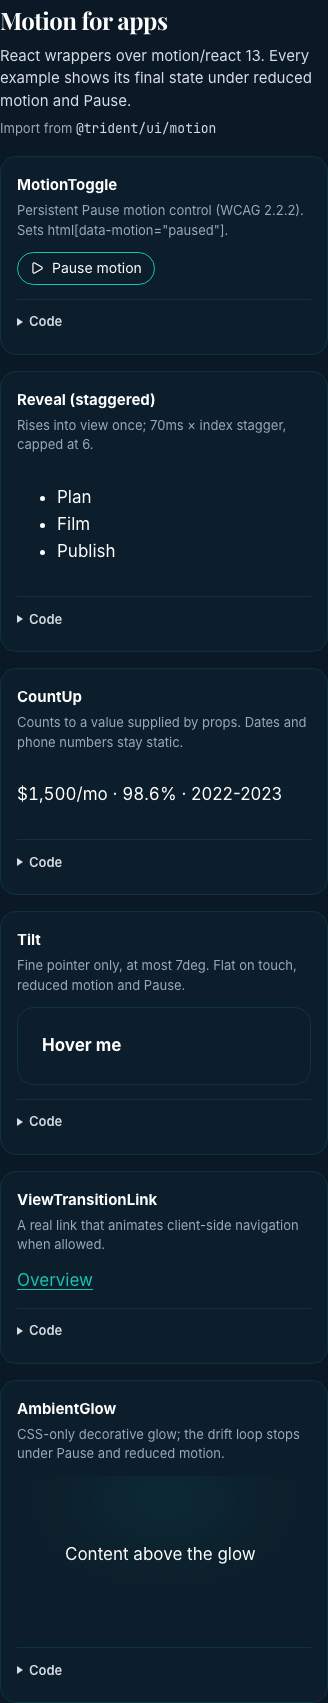 Motion for apps
React wrappers over motion/react 13. Every
example shows its final state under reduced
motion and Pause.
Import from @trident/ui/motion
MotionToggle
Persistent Pause motion control (WCAG 2.2.2).
Sets html[data-motion="paused"].
Pause motion
Code
Reveal (staggered)
Rises into view once; 70ms × index stagger,
capped at 6.
• Plan
• Film
• Publish
Code
CountUp
Counts to a value supplied by props. Dates and
phone numbers stay static.
$1,500/mo · 98.6% · 2022-2023
Code
Tilt
Fine pointer only, at most 7deg. Flat on touch,
reduced motion and Pause.
Hover me
Code
ViewTransitionLink
A real link that animates client-side navigation
when allowed.
Overview
Code
AmbientGlow
CSS-only decorative glow; the drift loop stops
under Pause and reduced motion.
Content above the glow
Code